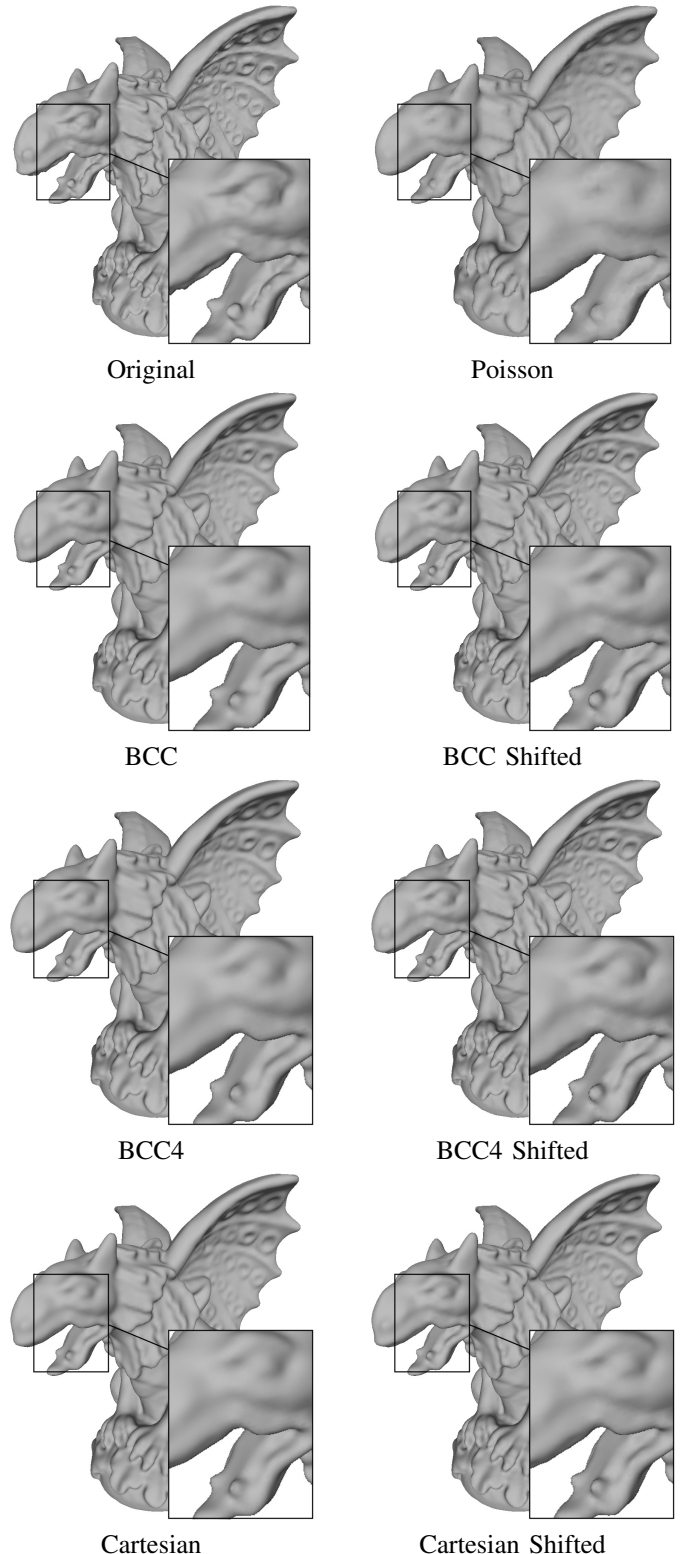 Original
Poisson
BCC
BCC Shifted
BCC4
BCC4 Shifted
Cartesian
Cartesian Shifted